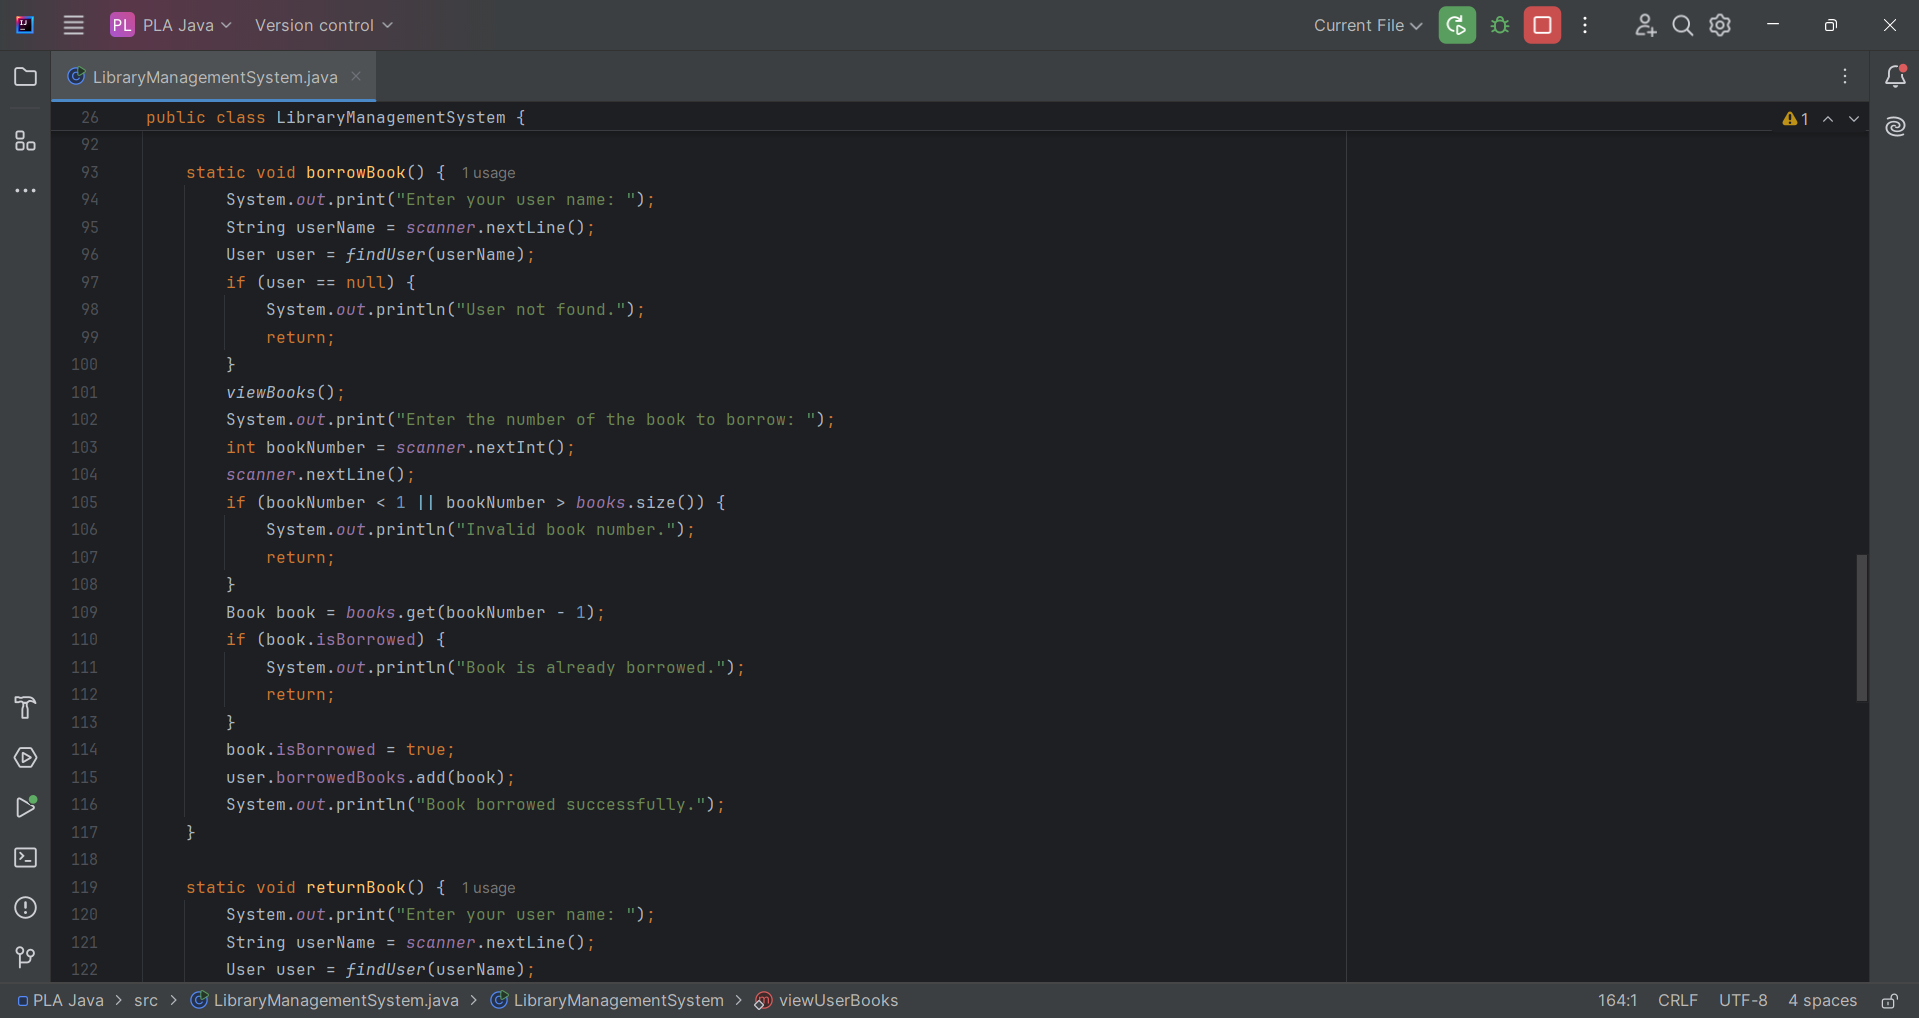 PL PLA Java Version control Current File
LibraryManagementSystem.java
26 public class LibraryManagementSystem { 1
92
93 static void borrowBook() { 1 usage
94 System.out.print("Enter your user name: ");
95 String userName = scanner.nextLine();
96 User user = findUser(userName);
97 if (user == null) {
98 System.out.println("User not found.");
99 return;
100 }
101 viewBooks();
102 System.out.print("Enter the number of the book to borrow: ");
103 int bookNumber = scanner.nextInt();
104 scanner.nextLine();
105 if (bookNumber < 1 || bookNumber > books.size()) {
106 System.out.println("Invalid book number.");
107 return;
108 }
109 Book book = books.get(bookNumber - 1);
110 if (book.isBorrowed) {
111 System.out.println("Book is already borrowed.");
112 return;
113 }
114 book.isBorrowed = true;
115 user.borrowedBooks.add(book);
116 System.out.println("Book borrowed successfully.");
117 }
118
119 static void returnBook() { 1 usage
120 System.out.print("Enter your user name: ");
121 String userName = scanner.nextLine();
122 User user = findUser(userName);
PLA Java > src > LibraryManagementSystem.java > LibraryManagementSystem > viewUserBooks 164:1 CRLF UTF-8 4 spaces